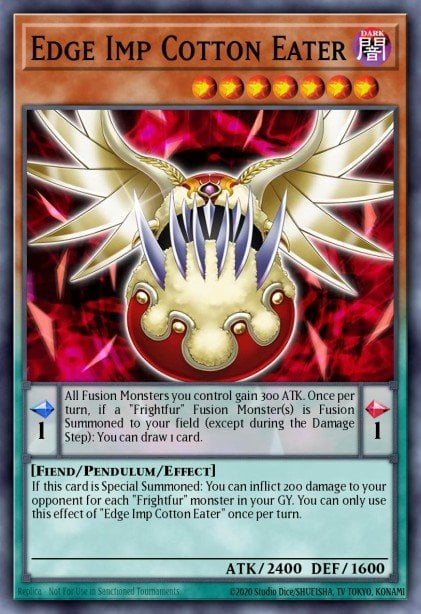 Edge Imp Cotton Eater
DARK
闇
All Fusion Monsters you control gain 300 ATK. Once per
turn, if a "Frightfur" Fusion Monster(s) is Fusion
Summoned to your field (except during the Damage
Step): You can draw 1 card.
1
1
[Fiend/Pendulum/Effect]
If this card is Special Summoned: You can inflict 200 damage to your
opponent for each "Frightfur" monster in your GY. You can only use
this effect of "Edge Imp Cotton Eater" once per turn.
ATK/2400 DEF/1600
Replica - Not For Use in Sanctioned Tournaments
©2020 Studio Dice/SHUEISHA, TV TOKYO, KONAMI